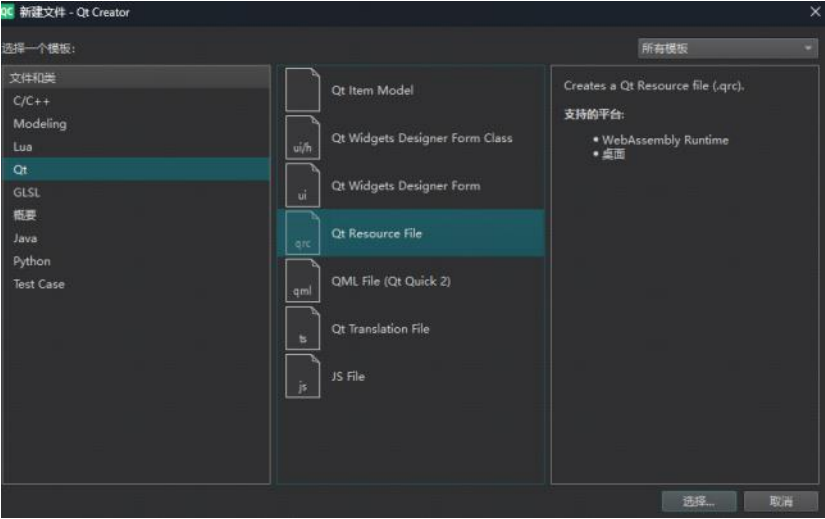 QC 新建文件 - Qt Creator
选择一个模板:
所有模板
文件和类
C/C++
Modeling
Lua
Qt
GLSL
概要
Java
Python
Test Case
Qt Item Model
ui/h Qt Widgets Designer Form Class
ui Qt Widgets Designer Form
qrc Qt Resource File
qml QML File (Qt Quick 2)
ts Qt Translation File
js JS File
Creates a Qt Resource file (.qrc).
支持的平台:
• WebAssembly Runtime
• 桌面
选择...
取消